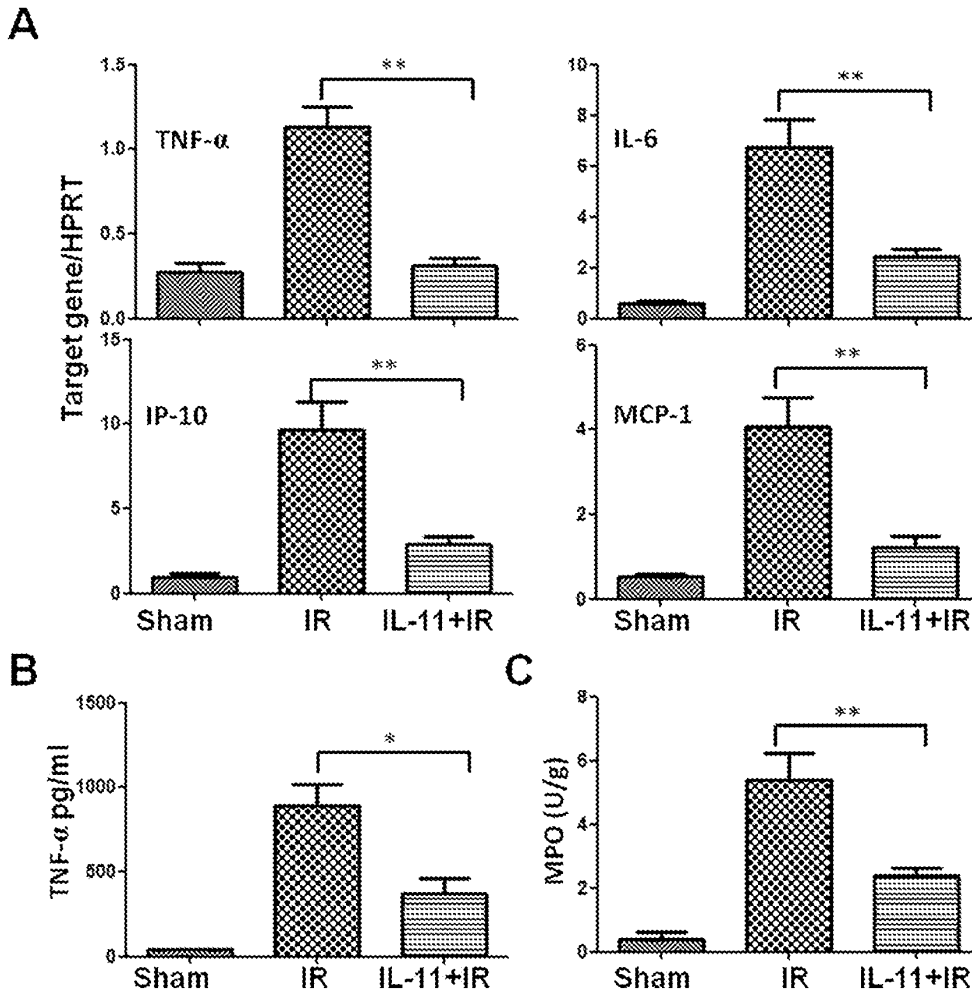 A
Target gene/HPRT
1.5
1.0
0.5
0.0
TNF-α
**
10
8
6
4
2
0
IL-6
**
15
10
5
0
IP-10
**
Sham IR IL-11+IR
6
4
2
0
MCP-1
**
Sham IR IL-11+IR
B
TNF-α pg/ml
1500
1000
500
0
*
Sham IR IL-11+IR
C
MPO (U/g)
8
6
4
2
0
**
Sham IR IL-11+IR